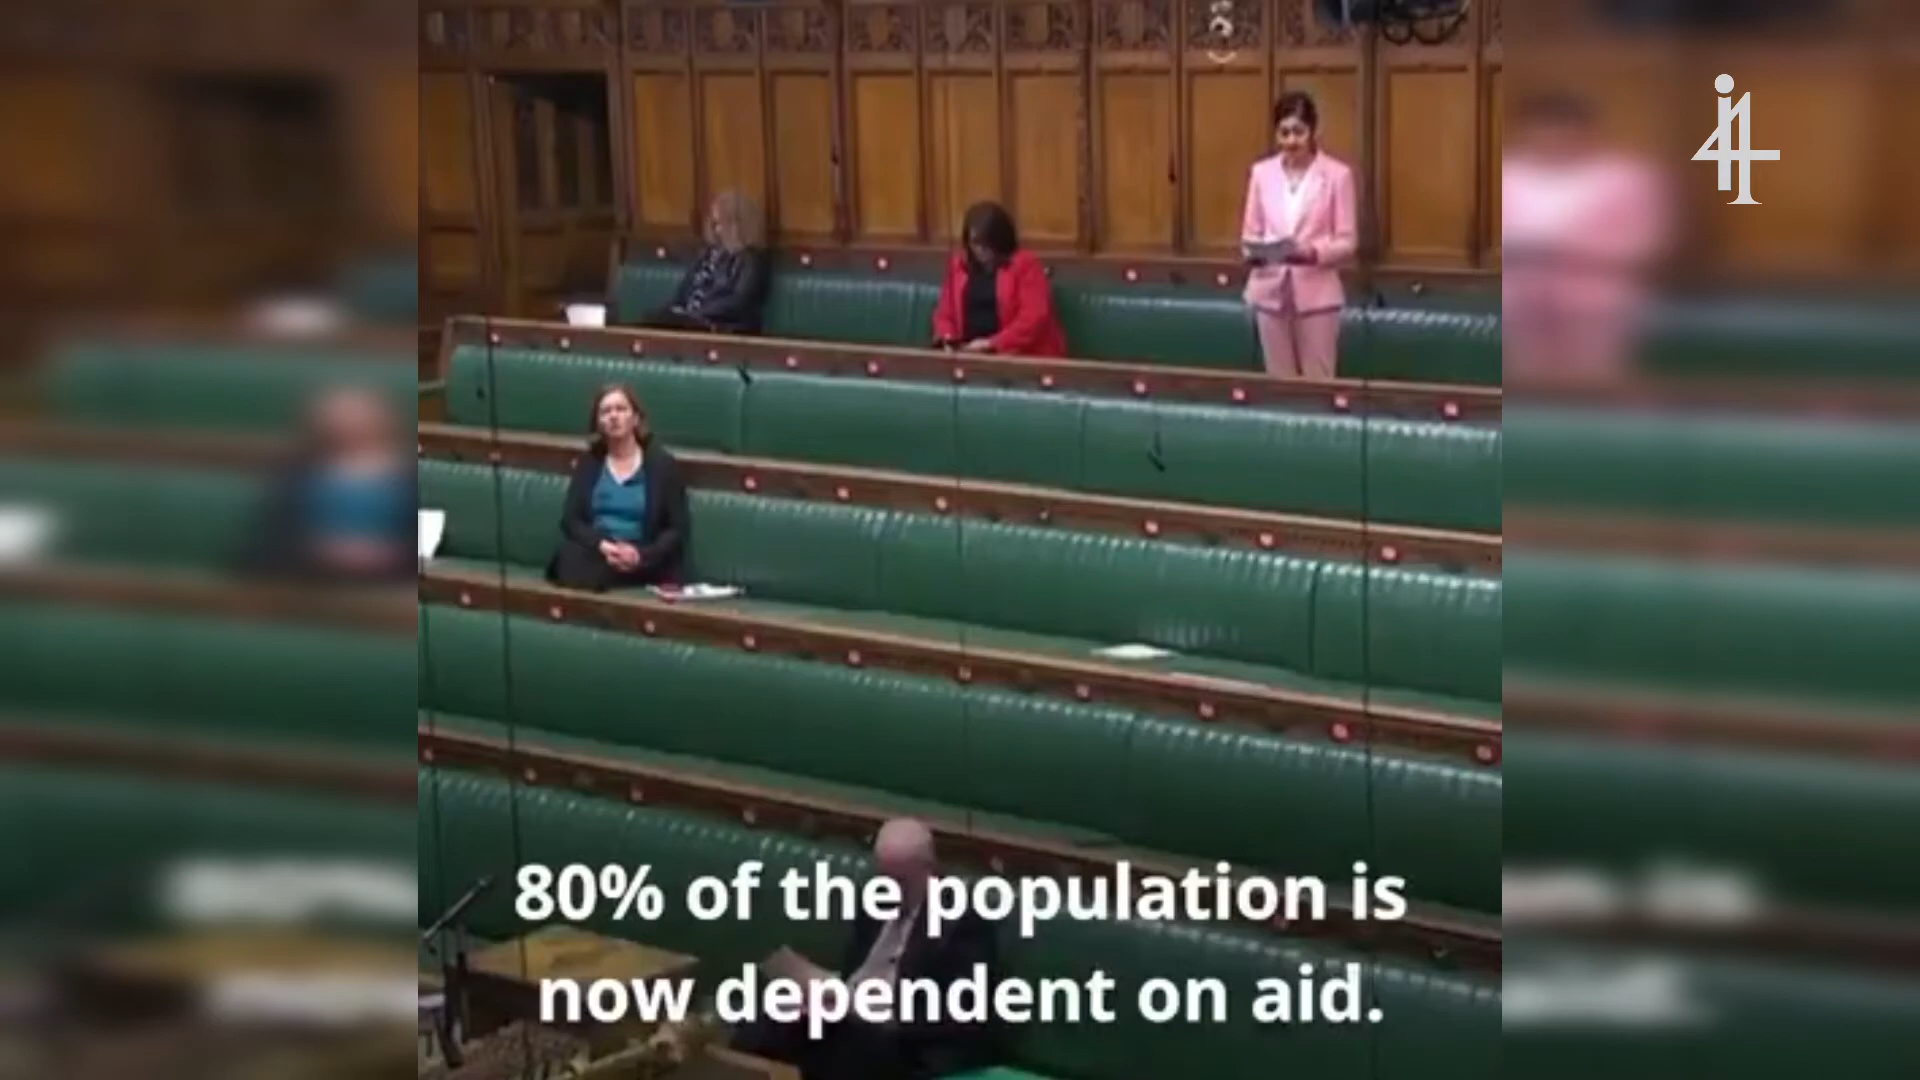 80% of the population is
now dependent on aid.